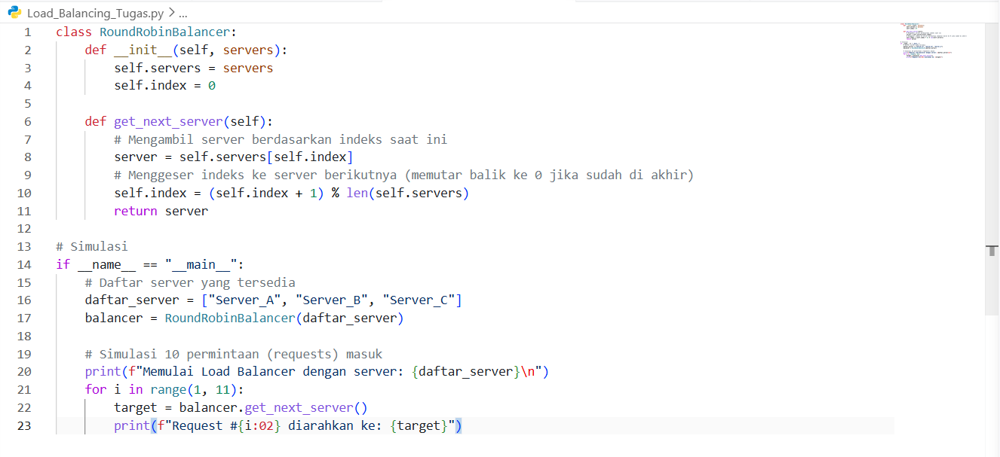 Load_Balancing_Tugas.py > ...
1 class RoundRobinBalancer:
2     def __init__(self, servers):
3         self.servers = servers
4         self.index = 0
5
6     def get_next_server(self):
7         # Mengambil server berdasarkan indeks saat ini
8         server = self.servers[self.index]
9         # Menggeser indeks ke server berikutnya (memutar balik ke 0 jika sudah di akhir)
10         self.index = (self.index + 1) % len(self.servers)
11         return server
12
13 # Simulasi
14 if __name__ == "__main__":
15     # Daftar server yang tersedia
16     daftar_server = ["Server_A", "Server_B", "Server_C"]
17     balancer = RoundRobinBalancer(daftar_server)
18
19     # Simulasi 10 permintaan (requests) masuk
20     print(f"Memulai Load Balancer dengan server: {daftar_server}\n")
21     for i in range(1, 11):
22         target = balancer.get_next_server()
23         print(f"Request #{i:02} diarahkan ke: {target}")